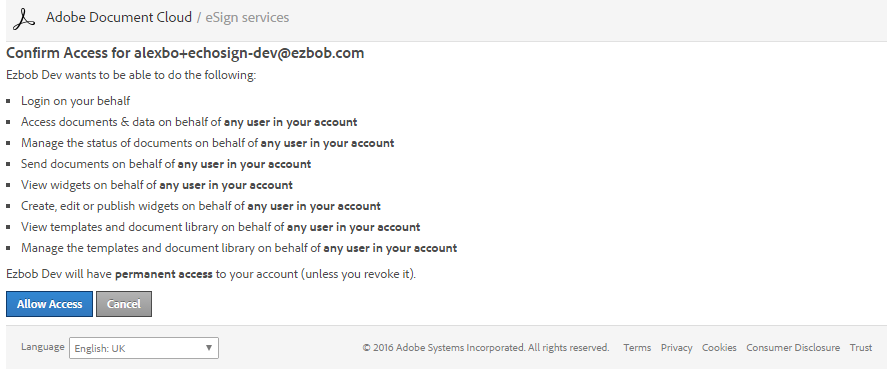 Adobe Document Cloud / eSign services
Confirm Access for alexbo+echosign-dev@ezbob.com
Ezbob Dev wants to be able to do the following:
Login on your behalf
Access documents & data on behalf of any user in your account
Manage the status of documents on behalf of any user in your account
Send documents on behalf of any user in your account
View widgets on behalf of any user in your account
Create, edit or publish widgets on behalf of any user in your account
View templates and document library on behalf of any user in your account
Manage the templates and document library on behalf of any user in your account
Ezbob Dev will have permanent access to your account (unless you revoke it).
Allow Access Cancel
Language English: UK © 2016 Adobe Systems Incorporated. All rights reserved. Terms Privacy Cookies Consumer Disclosure Trust